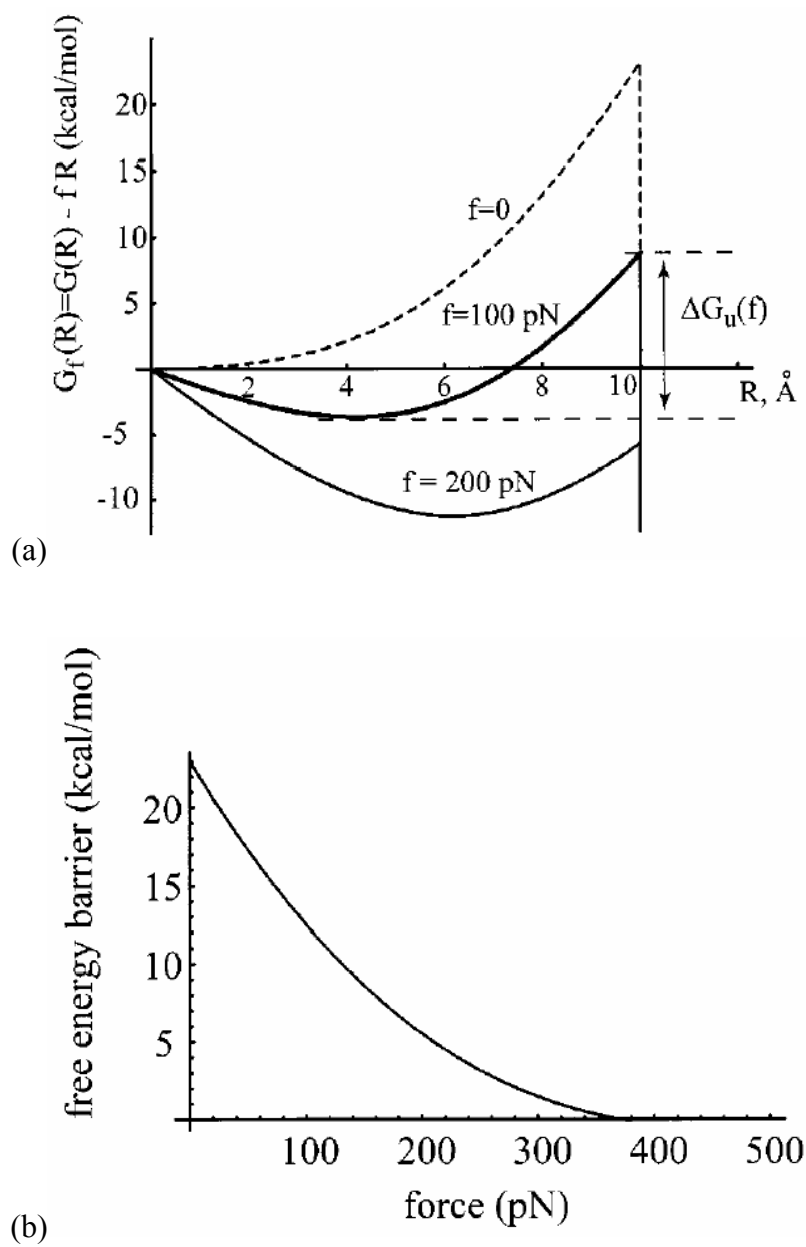 G_f(R)=G(R) - f R (kcal/mol)
20
15
10
5
-5
-10
f=0
f=100 pN
f = 200 pN
ΔG_u(f)
2
4
6
8
10
R, Å
(a)
free energy barrier (kcal/mol)
20
15
10
5
100
200
300
400
500
force (pN)
(b)